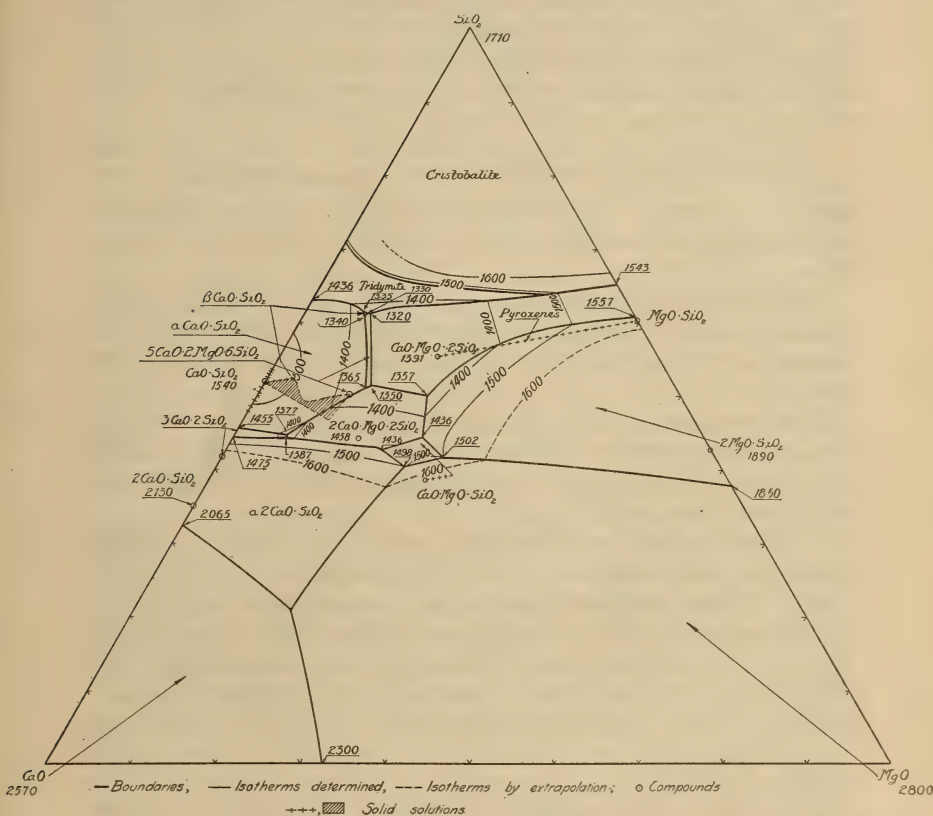 SiO₂
1710
Cristobalite
1600
1500
1543
1436
Tridymite
1335
1330
1400
1600
1557
βCaO·SiO₂
1340
1320
1400
Pyroxenes
MgO·SiO₂
αCaO·SiO₂
1400
CaO·MgO·2SiO₂
1391
5CaO·2MgO·6SiO₂
1365
1357
1400
1500
CaO·SiO₂
1540
1350
1600
1400
3CaO·2SiO₂
1455
1377
1400
1400
2CaO·MgO·2SiO₂
1458
1436
1436
1502
2MgO·SiO₂
1890
1475
1387
1500
1498
1500
1600
1600
2CaO·SiO₂
2130
CaO·MgO·SiO₂
1850
2065
α2CaO·SiO₂
2300
CaO
2570
MgO
2800
Boundaries, Isotherms determined, Isotherms by extrapolation; Compounds
Solid solutions